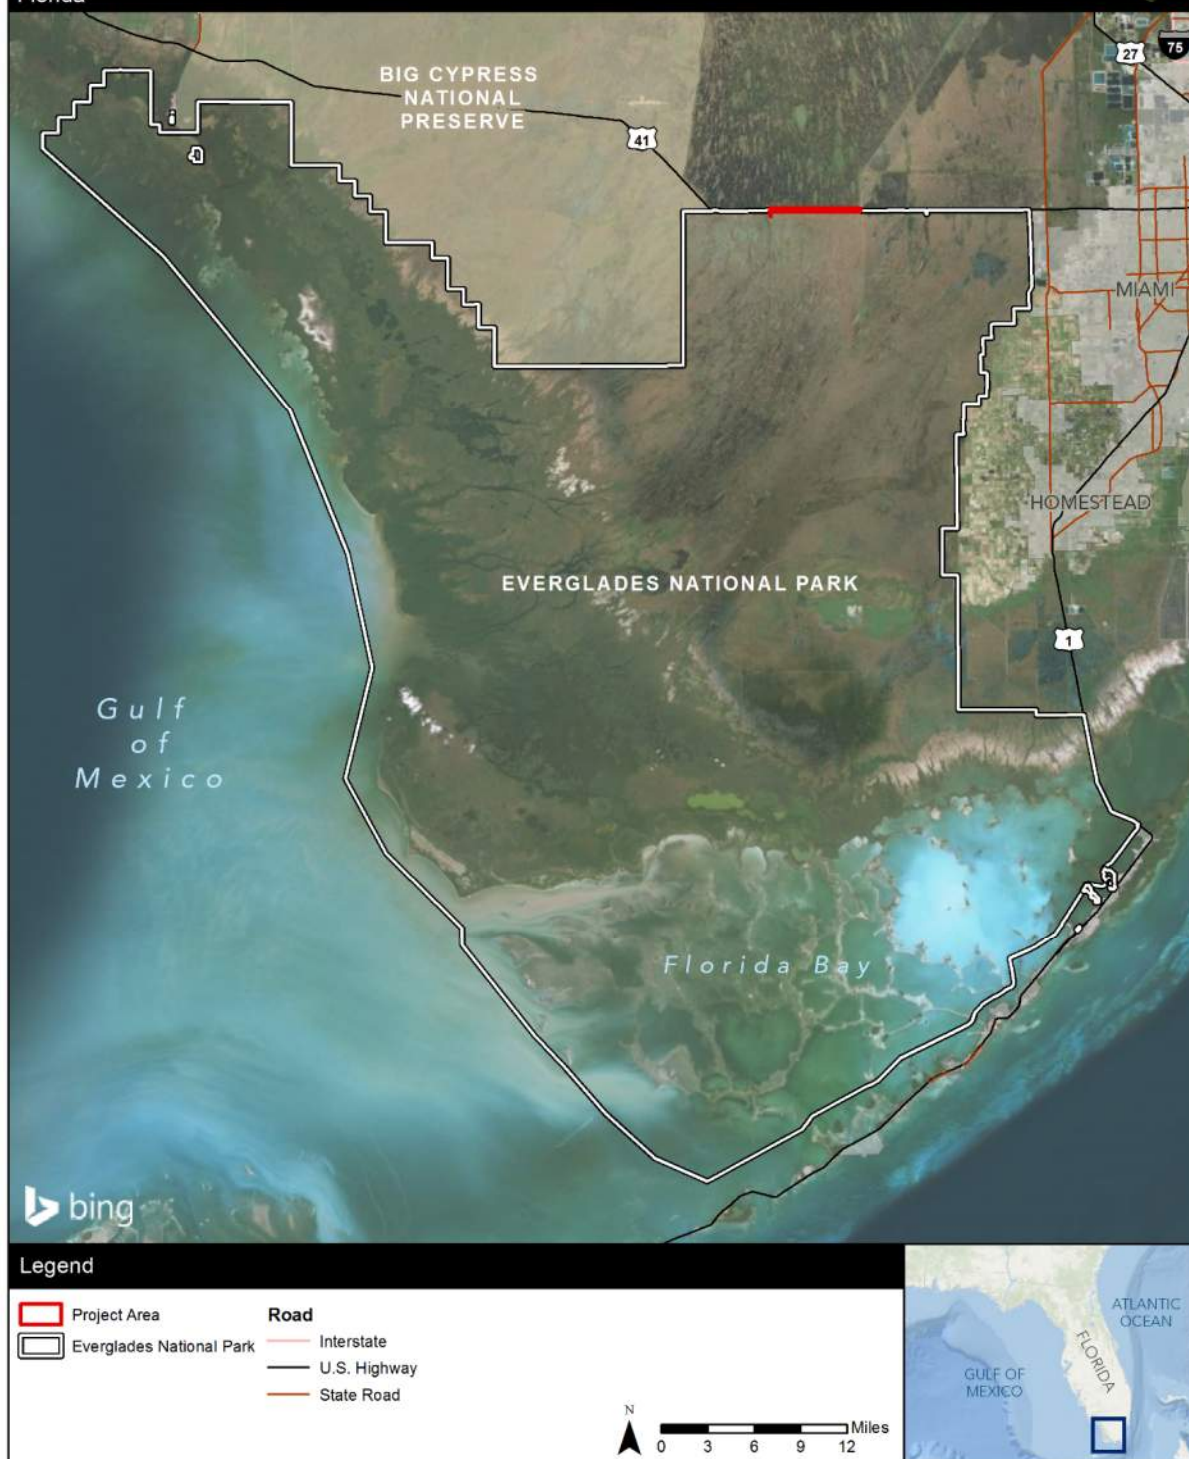 Florida
BIG CYPRESS
NATIONAL
PRESERVE
27
75
41
MIAMI
HOMESTEAD
EVERGLADES NATIONAL PARK
1
Gulf
of
Mexico
Florida Bay
bing
Legend
Project Area
Everglades National Park
Road
Interstate
U.S. Highway
State Road
N
0 3 6 9 12 Miles
ATLANTIC
OCEAN
FLORIDA
GULF OF
MEXICO